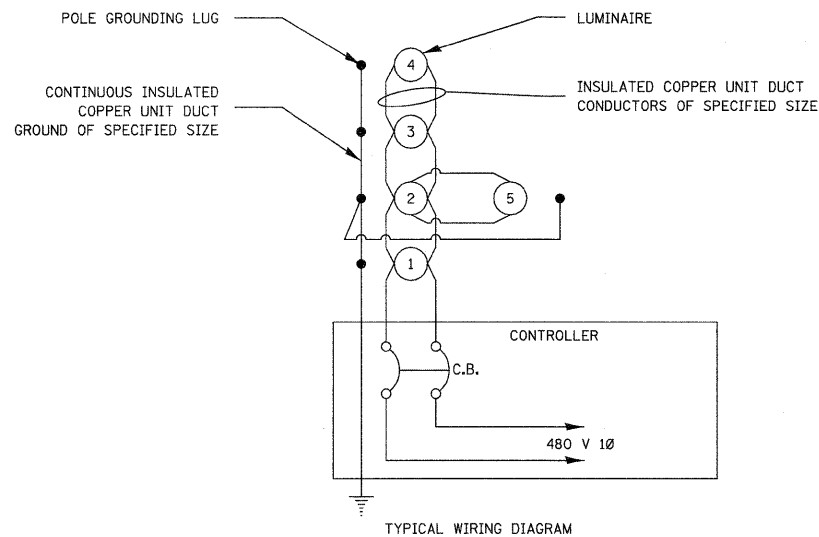 POLE GROUNDING LUG
LUMINAIRE
CONTINUOUS INSULATED
COPPER UNIT DUCT
GROUND OF SPECIFIED SIZE
INSULATED COPPER UNIT DUCT
CONDUCTORS OF SPECIFIED SIZE
4
3
2
5
1
CONTROLLER
C.B.
480 V 1Ø
TYPICAL WIRING DIAGRAM